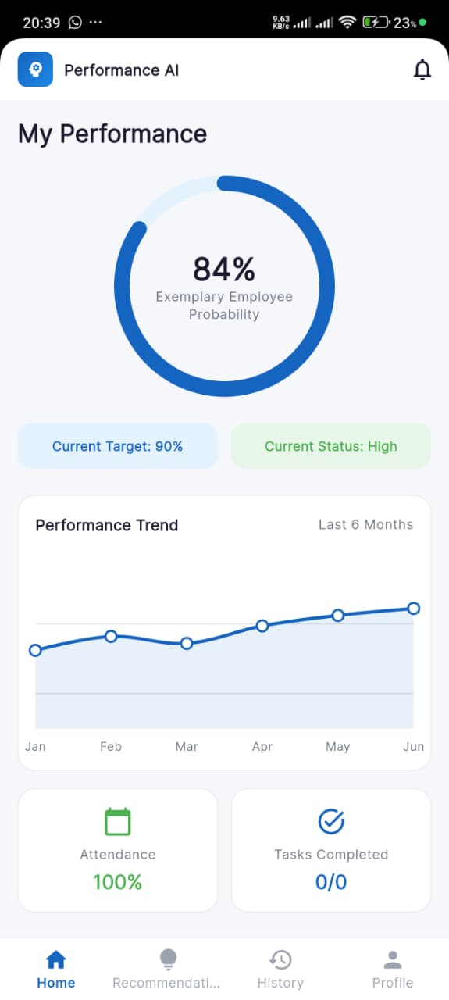 20:39 ...
9.63
KB/s
23%
Performance AI
My Performance
84%
Exemplary Employee
Probability
Current Target: 90%
Current Status: High
Performance Trend
Last 6 Months
Jan Feb Mar Apr May Jun
Attendance
100%
Tasks Completed
0/0
Home Recommendati... History Profile